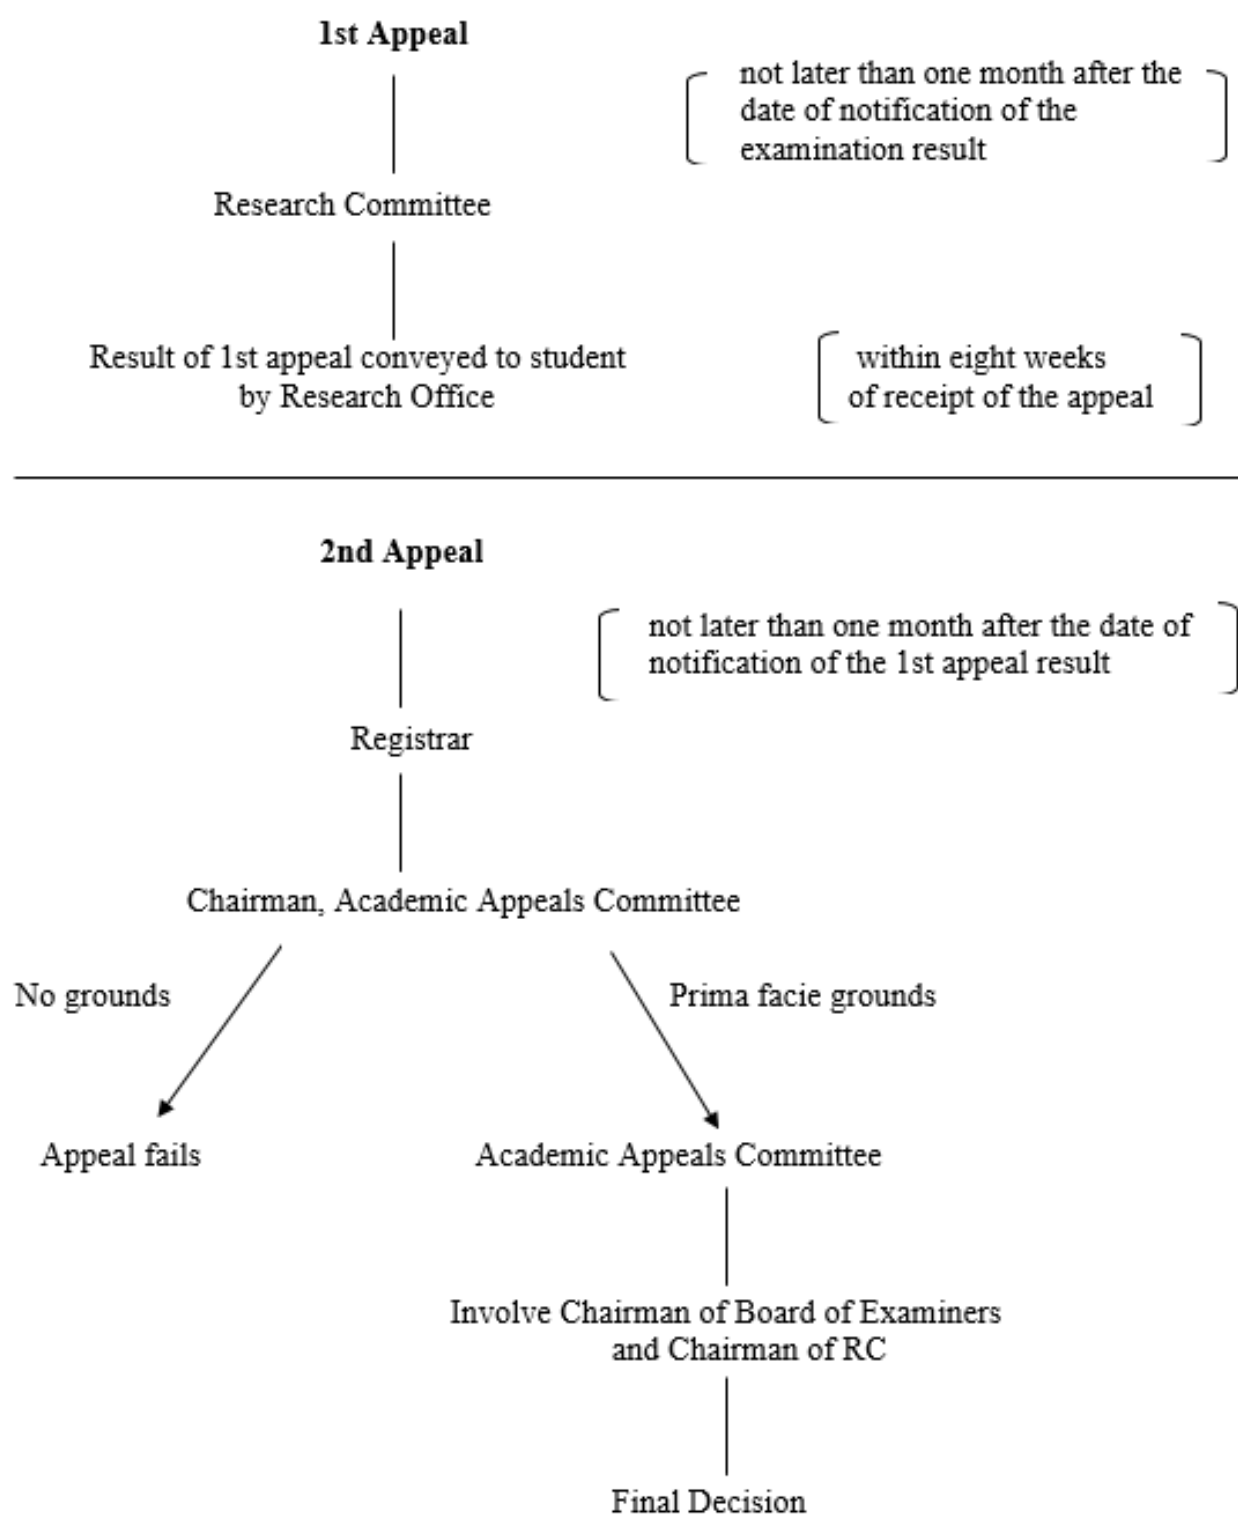 1st Appeal
not later than one month after the
date of notification of the
examination result
Research Committee
Result of 1st appeal conveyed to student
by Research Office
within eight weeks
of receipt of the appeal
2nd Appeal
not later than one month after the date of
notification of the 1st appeal result
Registrar
Chairman, Academic Appeals Committee
No grounds
Prima facie grounds
Appeal fails
Academic Appeals Committee
Involve Chairman of Board of Examiners
and Chairman of RC
Final Decision